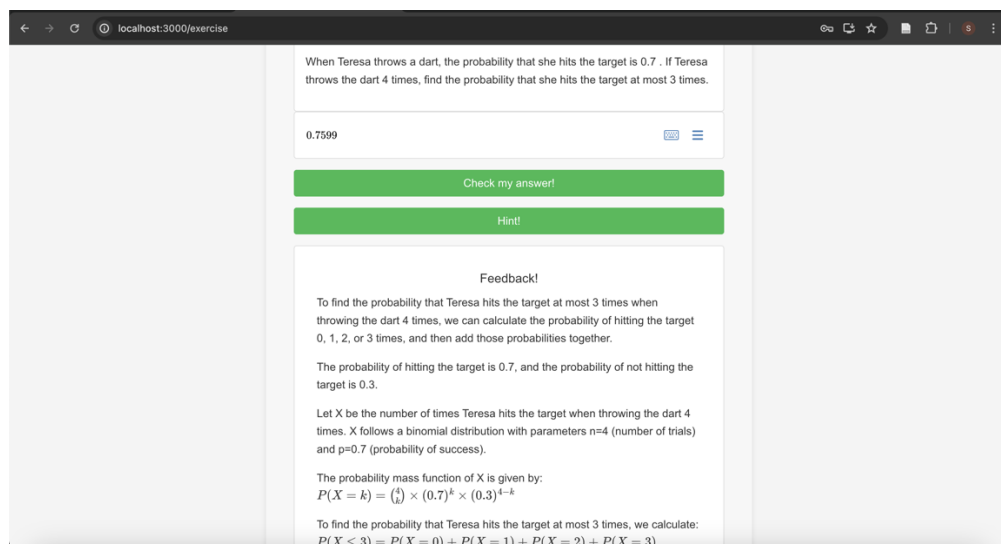 localhost:3000/exercise
S
When Teresa throws a dart, the probability that she hits the target is 0.7 . If Teresa
throws the dart 4 times, find the probability that she hits the target at most 3 times.
0.7599
Check my answer!
Hint!
Feedback!
To find the probability that Teresa hits the target at most 3 times when
throwing the dart 4 times, we can calculate the probability of hitting the target
0, 1, 2, or 3 times, and then add those probabilities together.
The probability of hitting the target is 0.7, and the probability of not hitting the
target is 0.3.
Let X be the number of times Teresa hits the target when throwing the dart 4
times. X follows a binomial distribution with parameters n=4 (number of trials)
and p=0.7 (probability of success).
The probability mass function of X is given by:
P(X = k) = (4 k) × (0.7)^k × (0.3)^{4−k}
To find the probability that Teresa hits the target at most 3 times, we calculate:
P(X ≤ 3) = P(X = 0) + P(X = 1) + P(X = 2) + P(X = 3)